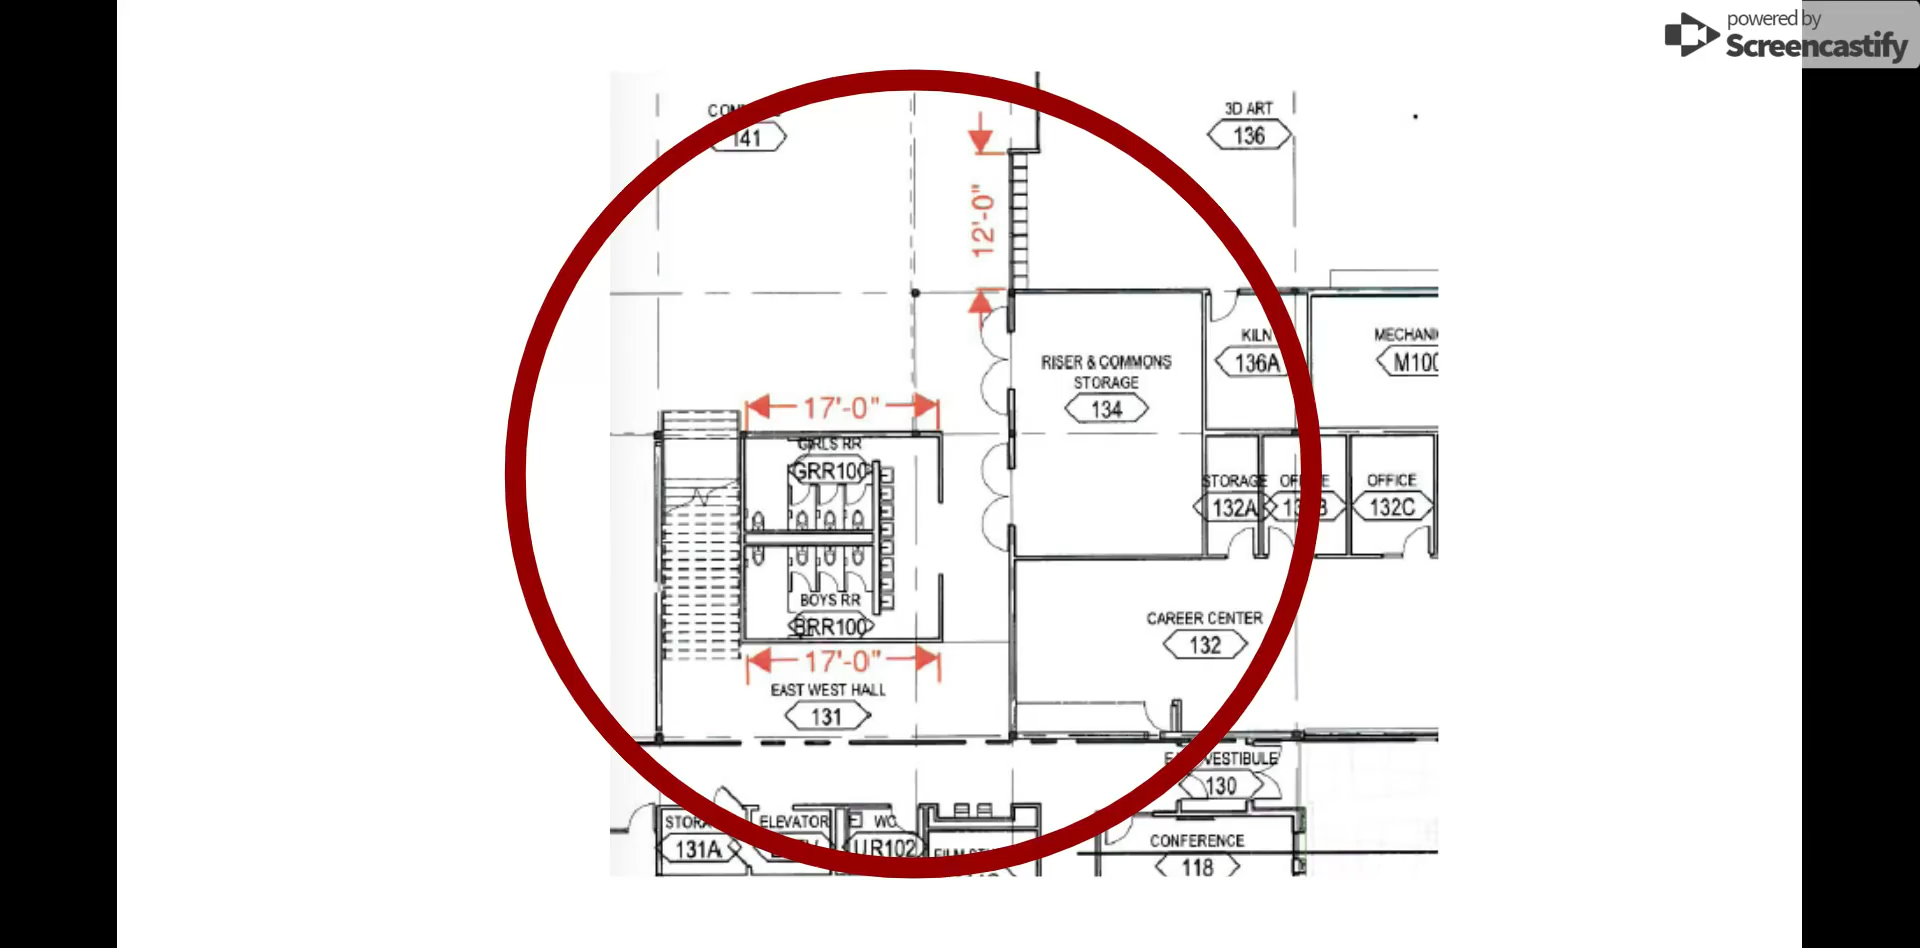 powered by
Screencastify
141
3D ART
136
12'-0"
KILN
136A
RISER & COMMONS
STORAGE
134
17'-0"
GIRLS RR
GRR100
STORAGE
132A
OFFICE
132C
BOYS RR
BRR100
CAREER CENTER
132
17'-0"
EAST WEST HALL
131
VESTIBULE
130
131A
ELEVATOR
WC
CONFERENCE
118